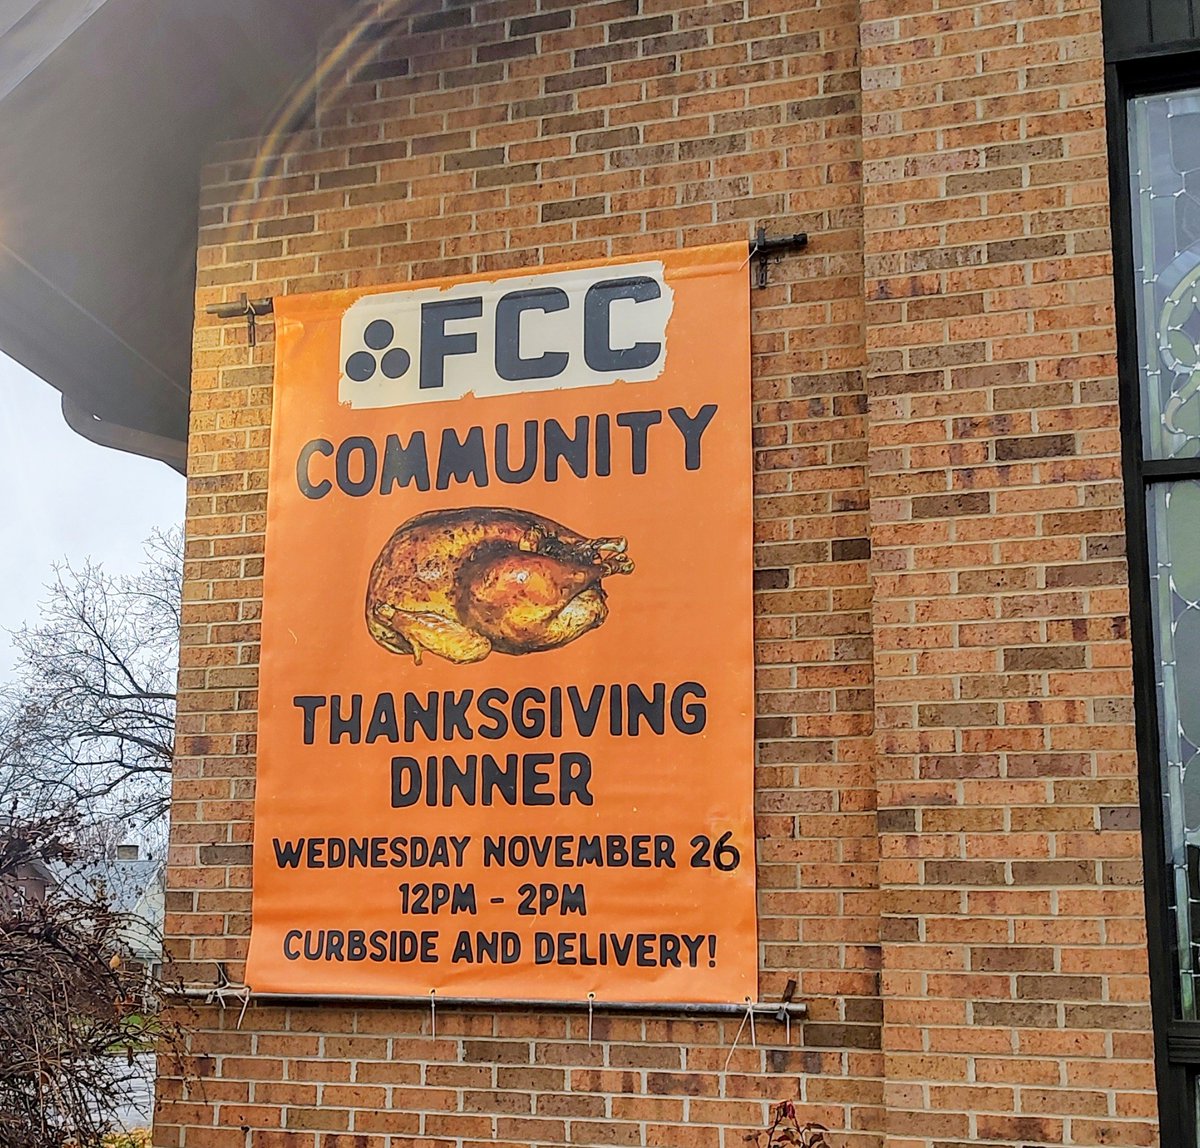 FCC
COMMUNITY
THANKSGIVING
DINNER
WEDNESDAY NOVEMBER 26
12PM - 2PM
CURBSIDE AND DELIVERY!